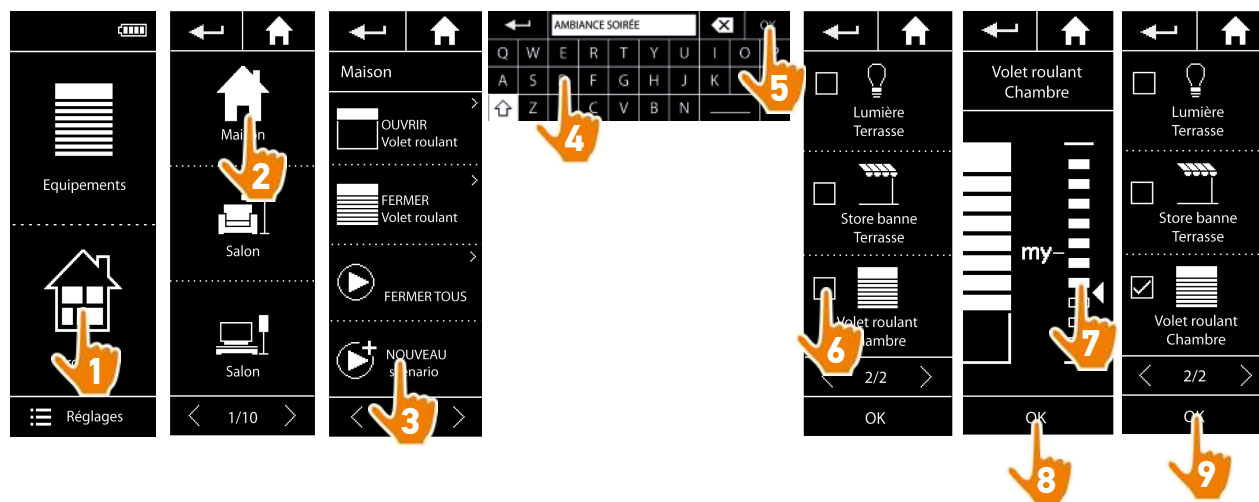 Equipements
1
Réglages
Maison
2
Salon
Salon
1/10
Maison
OUVRIR
Volet roulant
FERMER
Volet roulant
FERMER TOUS
NOUVEAU
scénario
3
AMBIANCE SOIRÉE
OK
Q W E R T Y U I O P
A S D F G H J K
Z C V B N
4
5
Lumière
Terrasse
Store banne
Terrasse
Volet roulant
Chambre
6
2/2
OK
Volet roulant
Chambre
my
7
OK
8
Lumière
Terrasse
Store banne
Terrasse
Volet roulant
Chambre
2/2
OK
9